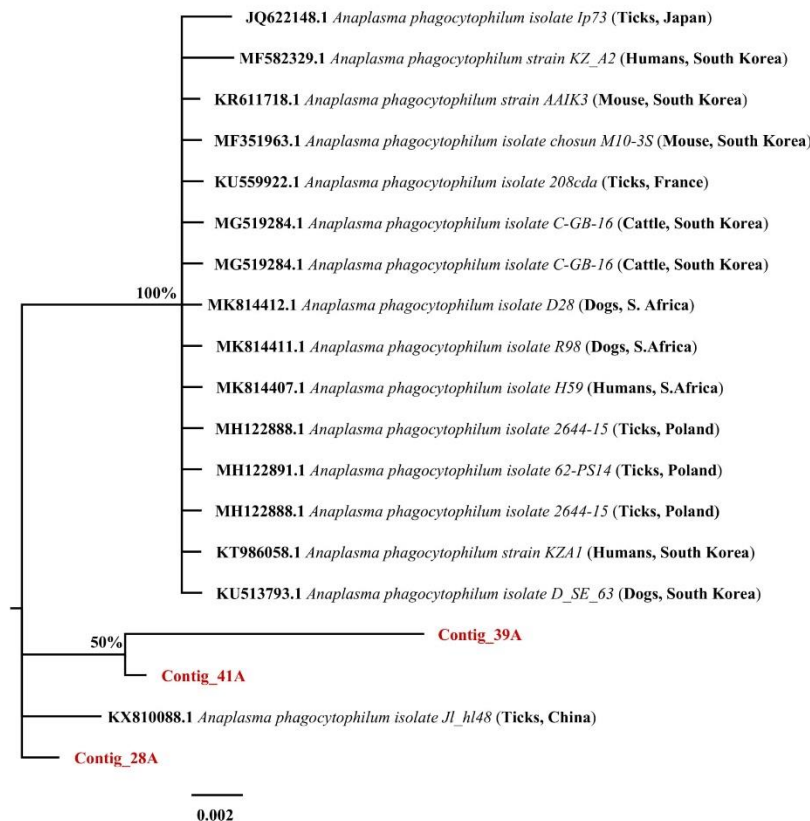 JQ622148.1 Anaplasma phagocytophilum isolate Ip73 (Ticks, Japan)
MF582329.1 Anaplasma phagocytophilum strain KZ_A2 (Humans, South Korea)
KR611718.1 Anaplasma phagocytophilum strain AAIK3 (Mouse, South Korea)
MF351963.1 Anaplasma phagocytophilum isolate chosun M10-3S (Mouse, South Korea)
KU559922.1 Anaplasma phagocytophilum isolate 208cda (Ticks, France)
MG519284.1 Anaplasma phagocytophilum isolate C-GB-16 (Cattle, South Korea)
MG519284.1 Anaplasma phagocytophilum isolate C-GB-16 (Cattle, South Korea)
100%
MK814412.1 Anaplasma phagocytophilum isolate D28 (Dogs, S. Africa)
MK814411.1 Anaplasma phagocytophilum isolate R98 (Dogs, S.Africa)
MK814407.1 Anaplasma phagocytophilum isolate H59 (Humans, S.Africa)
MH122888.1 Anaplasma phagocytophilum isolate 2644-15 (Ticks, Poland)
MH122891.1 Anaplasma phagocytophilum isolate 62-PS14 (Ticks, Poland)
MH122888.1 Anaplasma phagocytophilum isolate 2644-15 (Ticks, Poland)
KT986058.1 Anaplasma phagocytophilum strain KZA1 (Humans, South Korea)
KU513793.1 Anaplasma phagocytophilum isolate D_SE_63 (Dogs, South Korea)
Contig_39A
50%
Contig_41A
KX810088.1 Anaplasma phagocytophilum isolate Jl_hl48 (Ticks, China)
Contig_28A
0.002